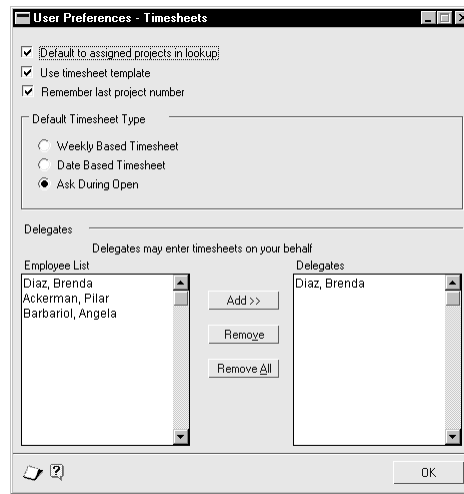 User Preferences - Timesheets
Default to assigned projects in lookup
Use timesheet template
Remember last project number
Default Timesheet Type
Weekly Based Timesheet
Date Based Timesheet
Ask During Open
Delegates
Delegates may enter timesheets on your behalf
Employee List
Delegates
Diaz, Brenda
Ackerman, Pilar
Barbariol, Angela
Diaz, Brenda
Add >>
Remove
Remove All
OK